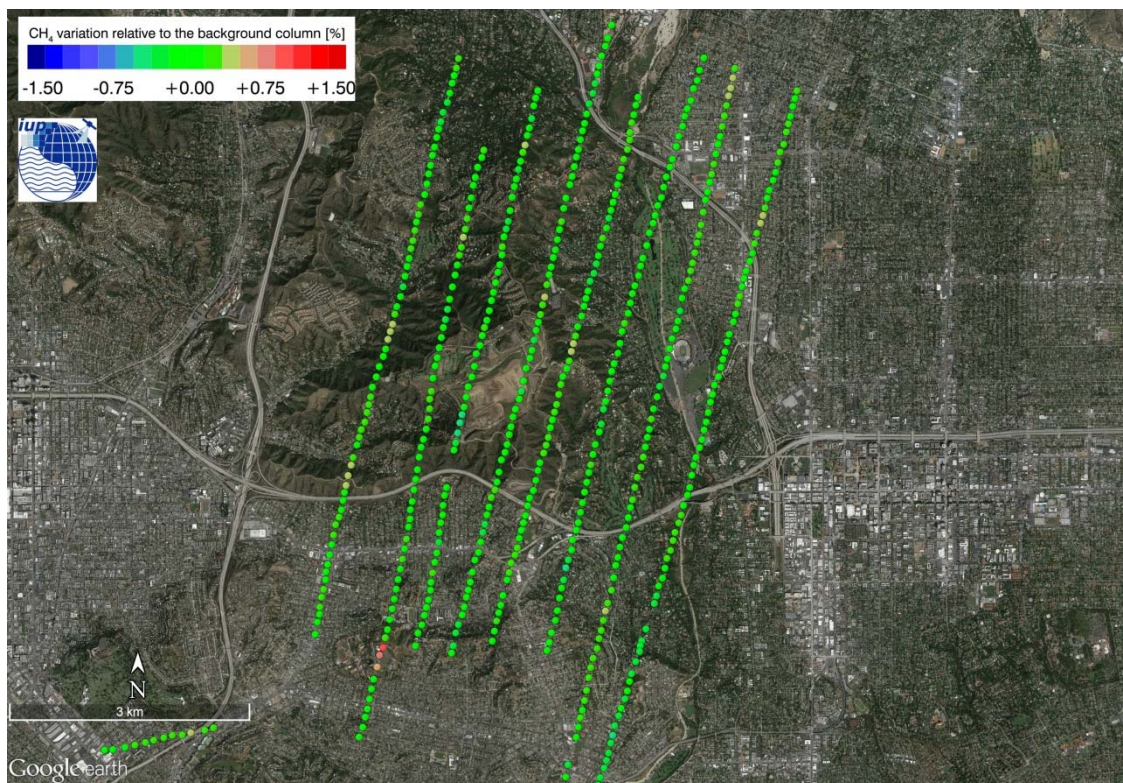 CH₄ variation relative to the background column [%]
-1.50 -0.75 +0.00 +0.75 +1.50
iup
N
3 km
Google earth